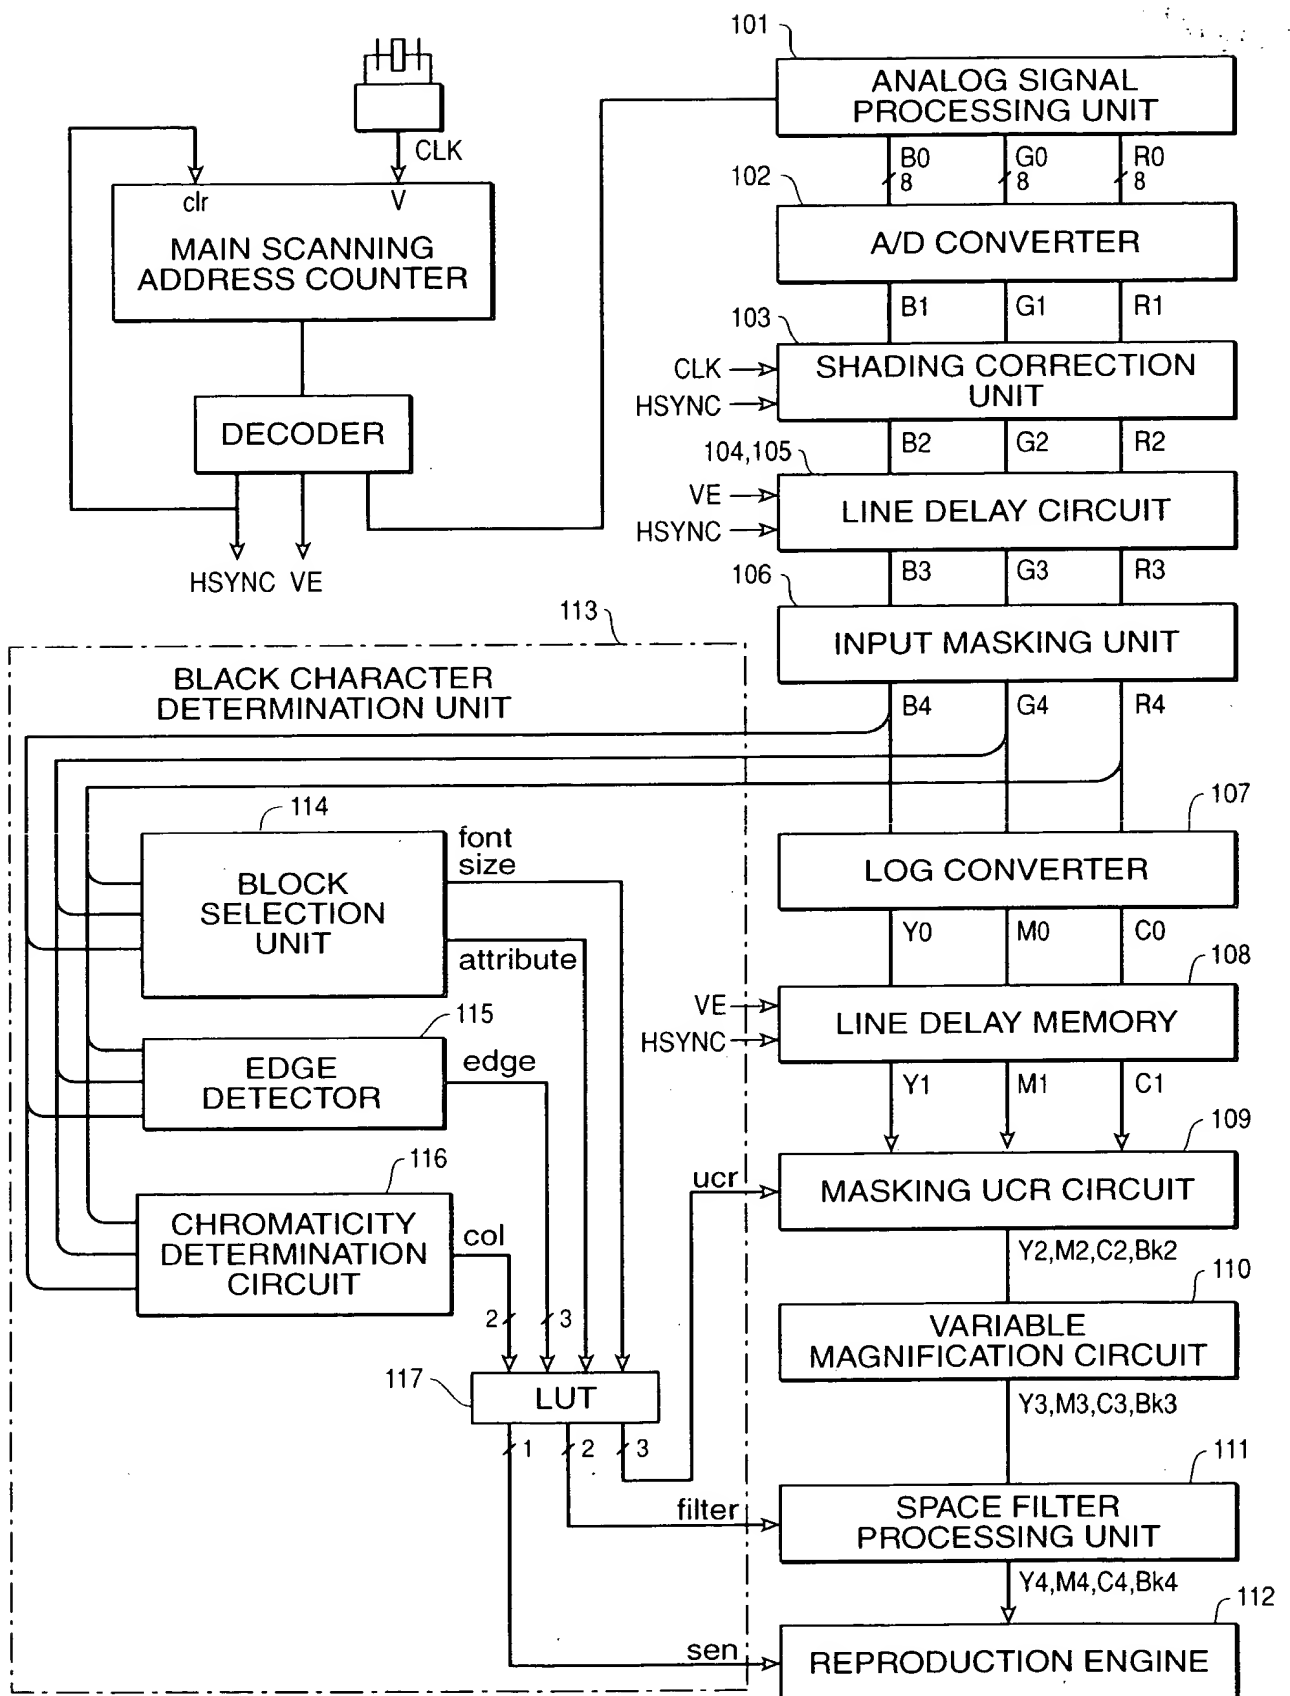 101
ANALOG SIGNAL
PROCESSING UNIT
CLK
B0
8
G0
8
R0
8
clr
V
MAIN SCANNING
ADDRESS COUNTER
102
A/D CONVERTER
B1
G1
R1
103
CLK
HSYNC
SHADING CORRECTION
UNIT
DECODER
B2
G2
R2
104,105
VE
HSYNC
LINE DELAY CIRCUIT
HSYNC
VE
B3
G3
R3
106
INPUT MASKING UNIT
113
BLACK CHARACTER
DETERMINATION UNIT
B4
G4
R4
107
LOG CONVERTER
114
BLOCK
SELECTION
UNIT
font
size
attribute
Y0
M0
C0
108
VE
HSYNC
LINE DELAY MEMORY
115
EDGE
DETECTOR
edge
Y1
M1
C1
109
ucr
MASKING UCR CIRCUIT
116
CHROMATICITY
DETERMINATION
CIRCUIT
col
Y2,M2,C2,Bk2
110
VARIABLE
MAGNIFICATION CIRCUIT
2
3
117
LUT
Y3,M3,C3,Bk3
1
2
3
111
filter
SPACE FILTER
PROCESSING UNIT
Y4,M4,C4,Bk4
112
sen
REPRODUCTION ENGINE